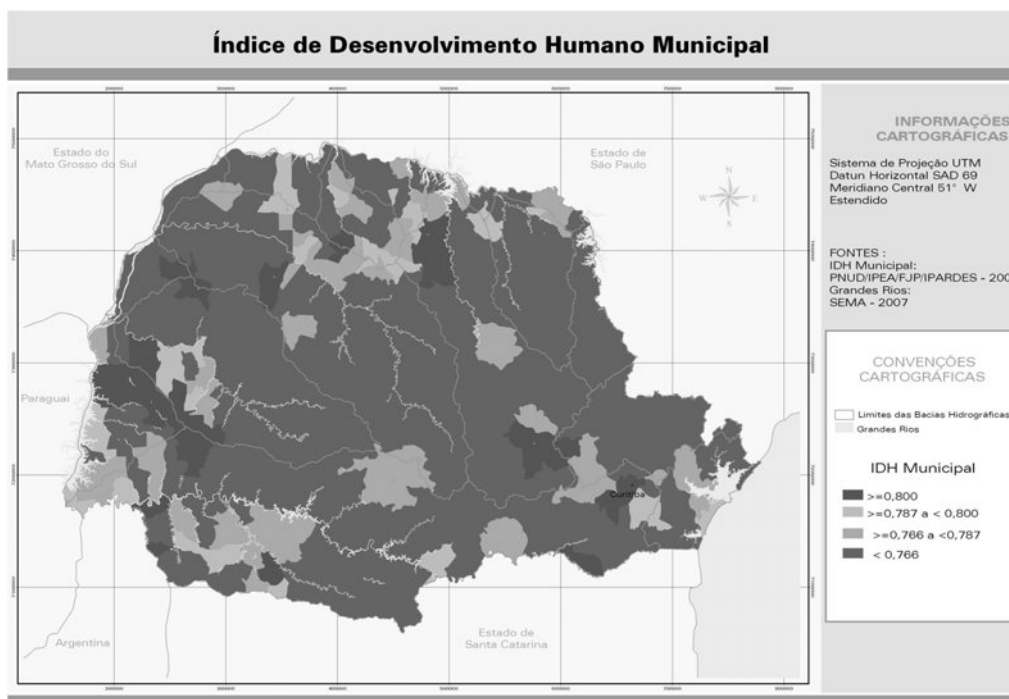 Índice de Desenvolvimento Humano Municipal
Estado do
Mato Grosso do Sul
Estado de
São Paulo
N
W E
S
Paraguai
Curitiba
Argentina
Estado de
Santa Catarina
INFORMAÇÕES
CARTOGRÁFICAS
Sistema de Projeção UTM
Datun Horizontal SAD 69
Meridiano Central 51° W
Estendido
FONTES :
IDH Municipal:
PNUD/IPEA/FJP/IPARDES - 200
Grandes Rios:
SEMA - 2007
CONVENÇÕES
CARTOGRÁFICAS
Limites das Bacias Hidrográficas
Grandes Rios
IDH Municipal
>=0,800
>=0,787 a < 0,800
>=0,766 a <0,787
< 0,766